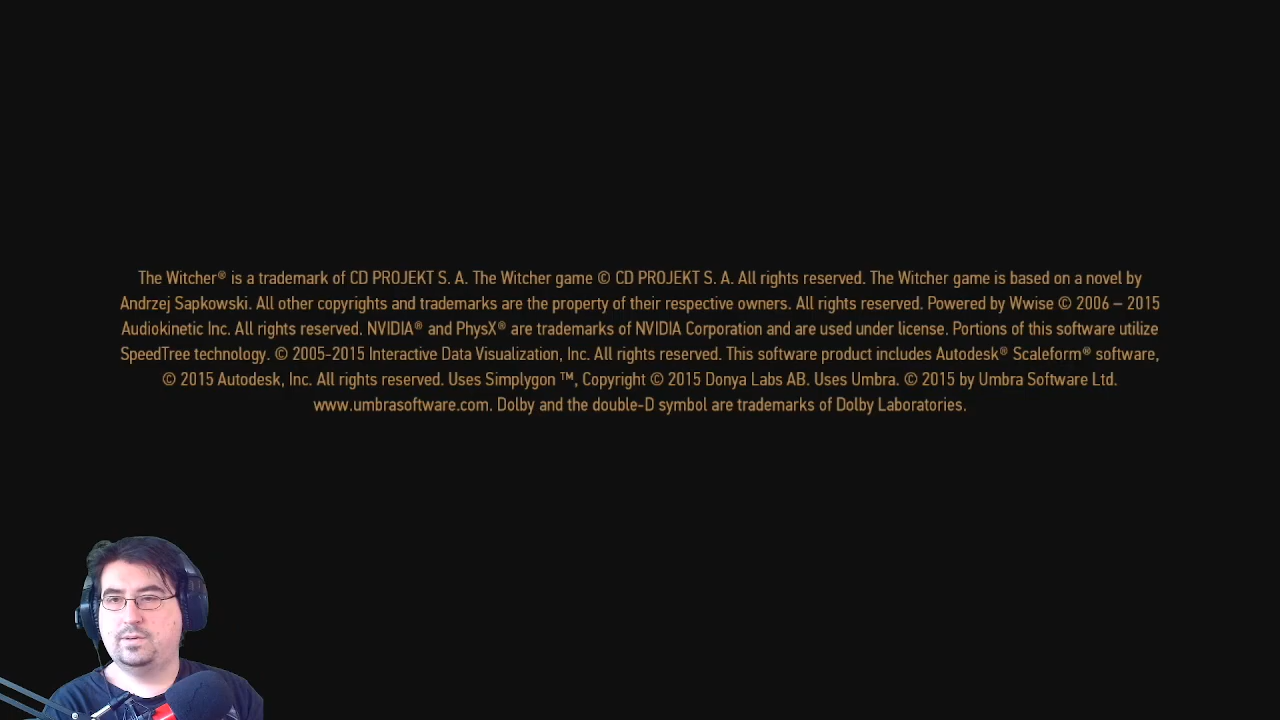 The Witcher® is a trademark of CD PROJEKT S. A. The Witcher game © CD PROJEKT S. A. All rights reserved. The Witcher game is based on a novel by
Andrzej Sapkowski. All other copyrights and trademarks are the property of their respective owners. All rights reserved. Powered by Wwise © 2006 – 2015
Audiokinetic Inc. All rights reserved. NVIDIA® and PhysX® are trademarks of NVIDIA Corporation and are used under license. Portions of this software utilize
SpeedTree technology. © 2005-2015 Interactive Data Visualization, Inc. All rights reserved. This software product includes Autodesk® Scaleform® software,
© 2015 Autodesk, Inc. All rights reserved. Uses Simplygon ™, Copyright © 2015 Donya Labs AB. Uses Umbra. © 2015 by Umbra Software Ltd.
www.umbrasoftware.com. Dolby and the double-D symbol are trademarks of Dolby Laboratories.